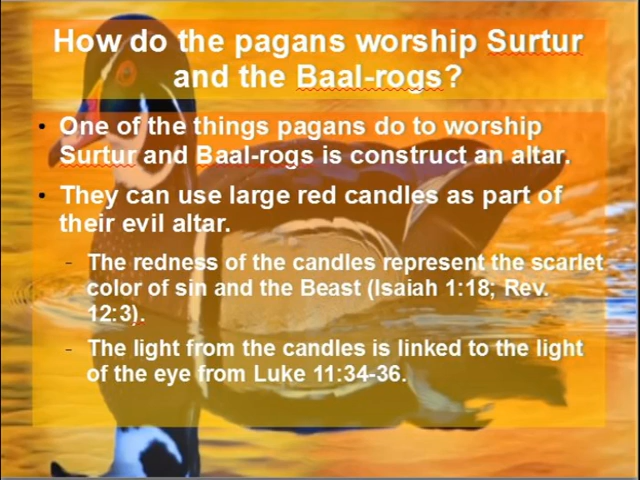 How do the pagans worship Surtur
and the Baal-rogs?
• One of the things pagans do to worship
Surtur and Baal-rogs is construct an altar.
• They can use large red candles as part of
their evil altar.
– The redness of the candles represent the scarlet
color of sin and the Beast (Isaiah 1:18; Rev.
12:3).
– The light from the candles is linked to the light
of the eye from Luke 11:34-36.